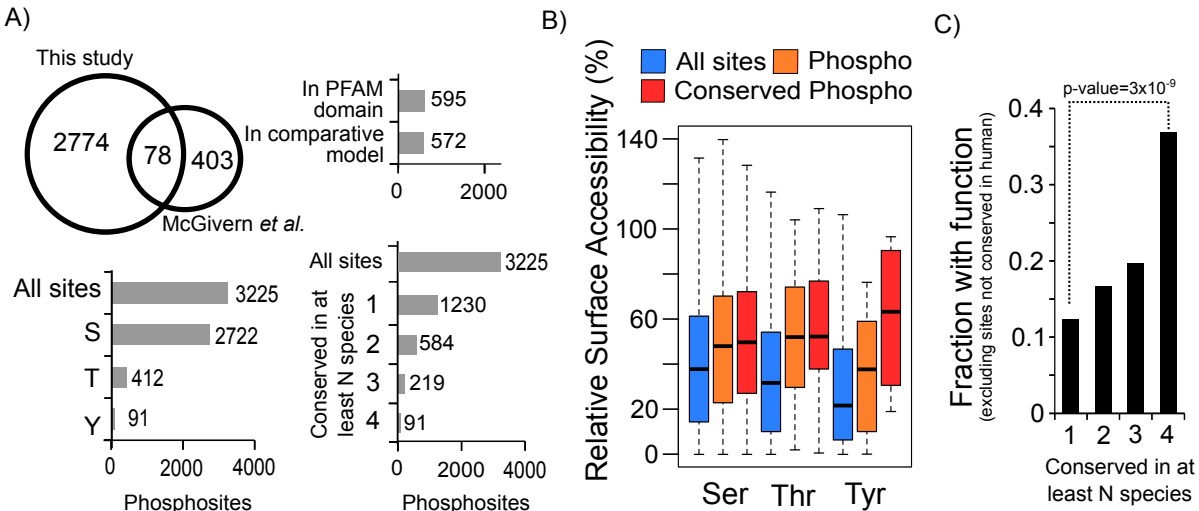 A)
This study
2774
78
403
McGivern et al.
In PFAM
domain
595
In comparative
model
572
0
2000
All sites
3225
S
2722
T
412
Y
91
0
2000
4000
Phosphosites
Conserved in at
least N species
All sites
3225
1
1230
2
584
3
219
4
91
0
2000
4000
Phosphosites
B)
All sites
Phospho
Conserved Phospho
Relative Surface Accessibility (%)
140
100
60
20
0
Ser
Thr
Tyr
C)
p-value=3x10-9
Fraction with function
(excluding sites not conserved in human)
0.4
0.3
0.2
0.1
0
1
2
3
4
Conserved in at
least N species